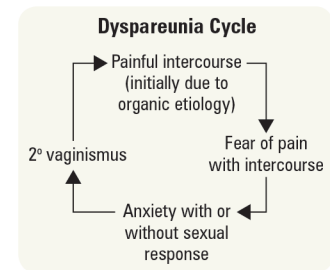 Dyspareunia Cycle
Painful intercourse
(initially due to
organic etiology)
Fear of pain
with intercourse
2º vaginismus
Anxiety with or
without sexual
response